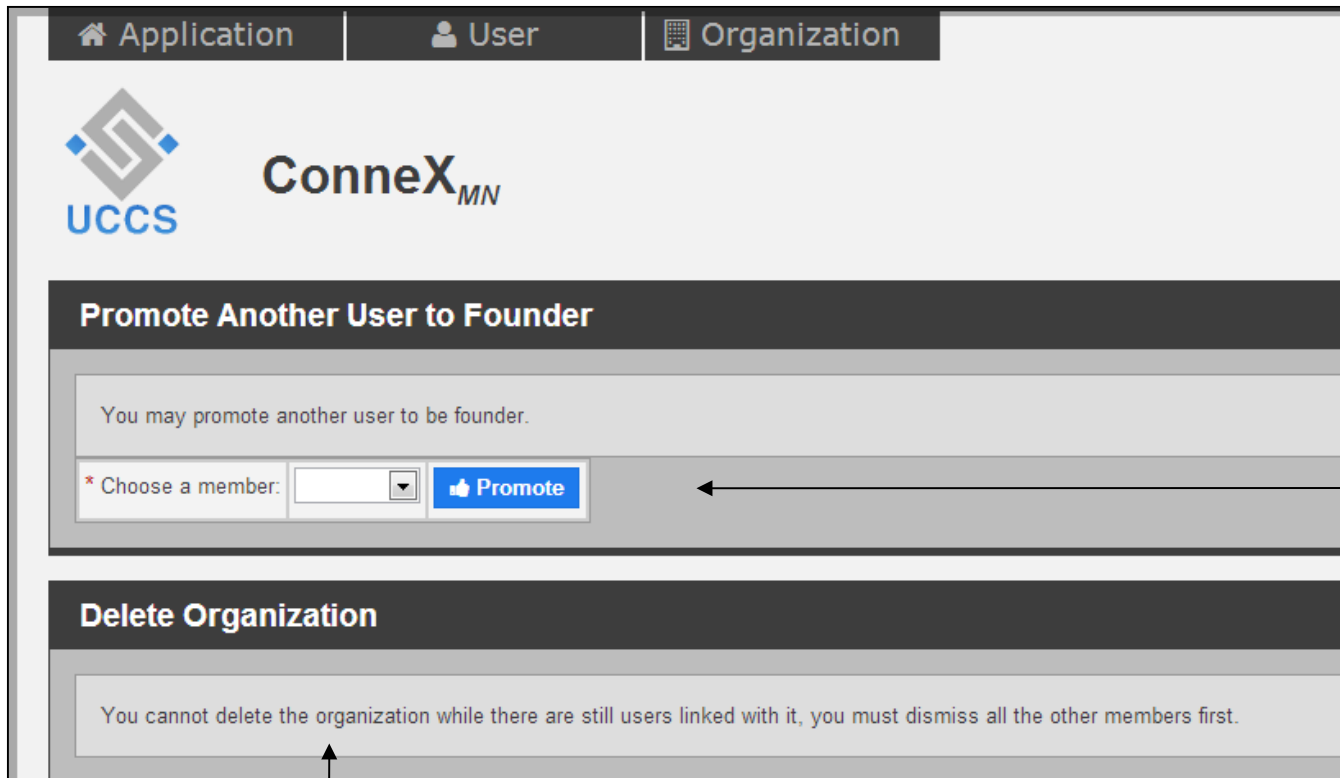 Application User Organization
UCCS
ConneX MN
Promote Another User to Founder
You may promote another user to be founder.
* Choose a member: Promote
Delete Organization
You cannot delete the organization while there are still users linked with it, you must dismiss all the other members first.